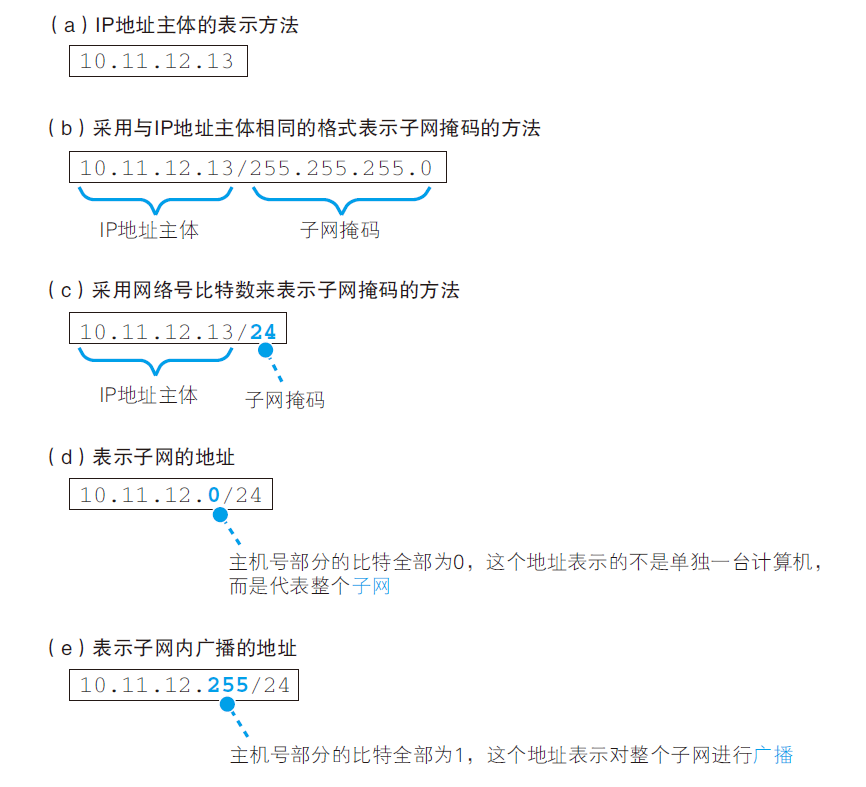 (a)IP地址主体的表示方法
10.11.12.13
(b)采用与IP地址主体相同的格式表示子网掩码的方法
10.11.12.13/255.255.255.0
IP地址主体 子网掩码
(c)采用网络号比特数来表示子网掩码的方法
10.11.12.13/24
IP地址主体 子网掩码
(d)表示子网的地址
10.11.12.0/24
主机号部分的比特全部为0，这个地址表示的不是单独一台计算机，
而是代表整个子网
(e)表示子网内广播的地址
10.11.12.255/24
主机号部分的比特全部为1，这个地址表示对整个子网进行广播